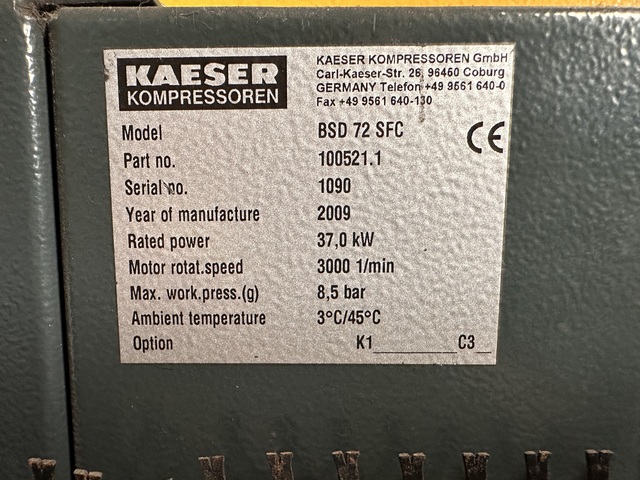 KAESER
KOMPRESSOREN
KAESER KOMPRESSOREN GmbH
Carl-Kaeser-Str. 26, 96450 Coburg
GERMANY Telefon +49 9561 640-0
Fax +49 9561 640-130
CE
Model BSD 72 SFC
Part no. 100521.1
Serial no. 1090
Year of manufacture 2009
Rated power 37,0 kW
Motor rotat.speed 3000 1/min
Max. work.press.(g) 8,5 bar
Ambient temperature 3°C/45°C
Option K1__________C3__